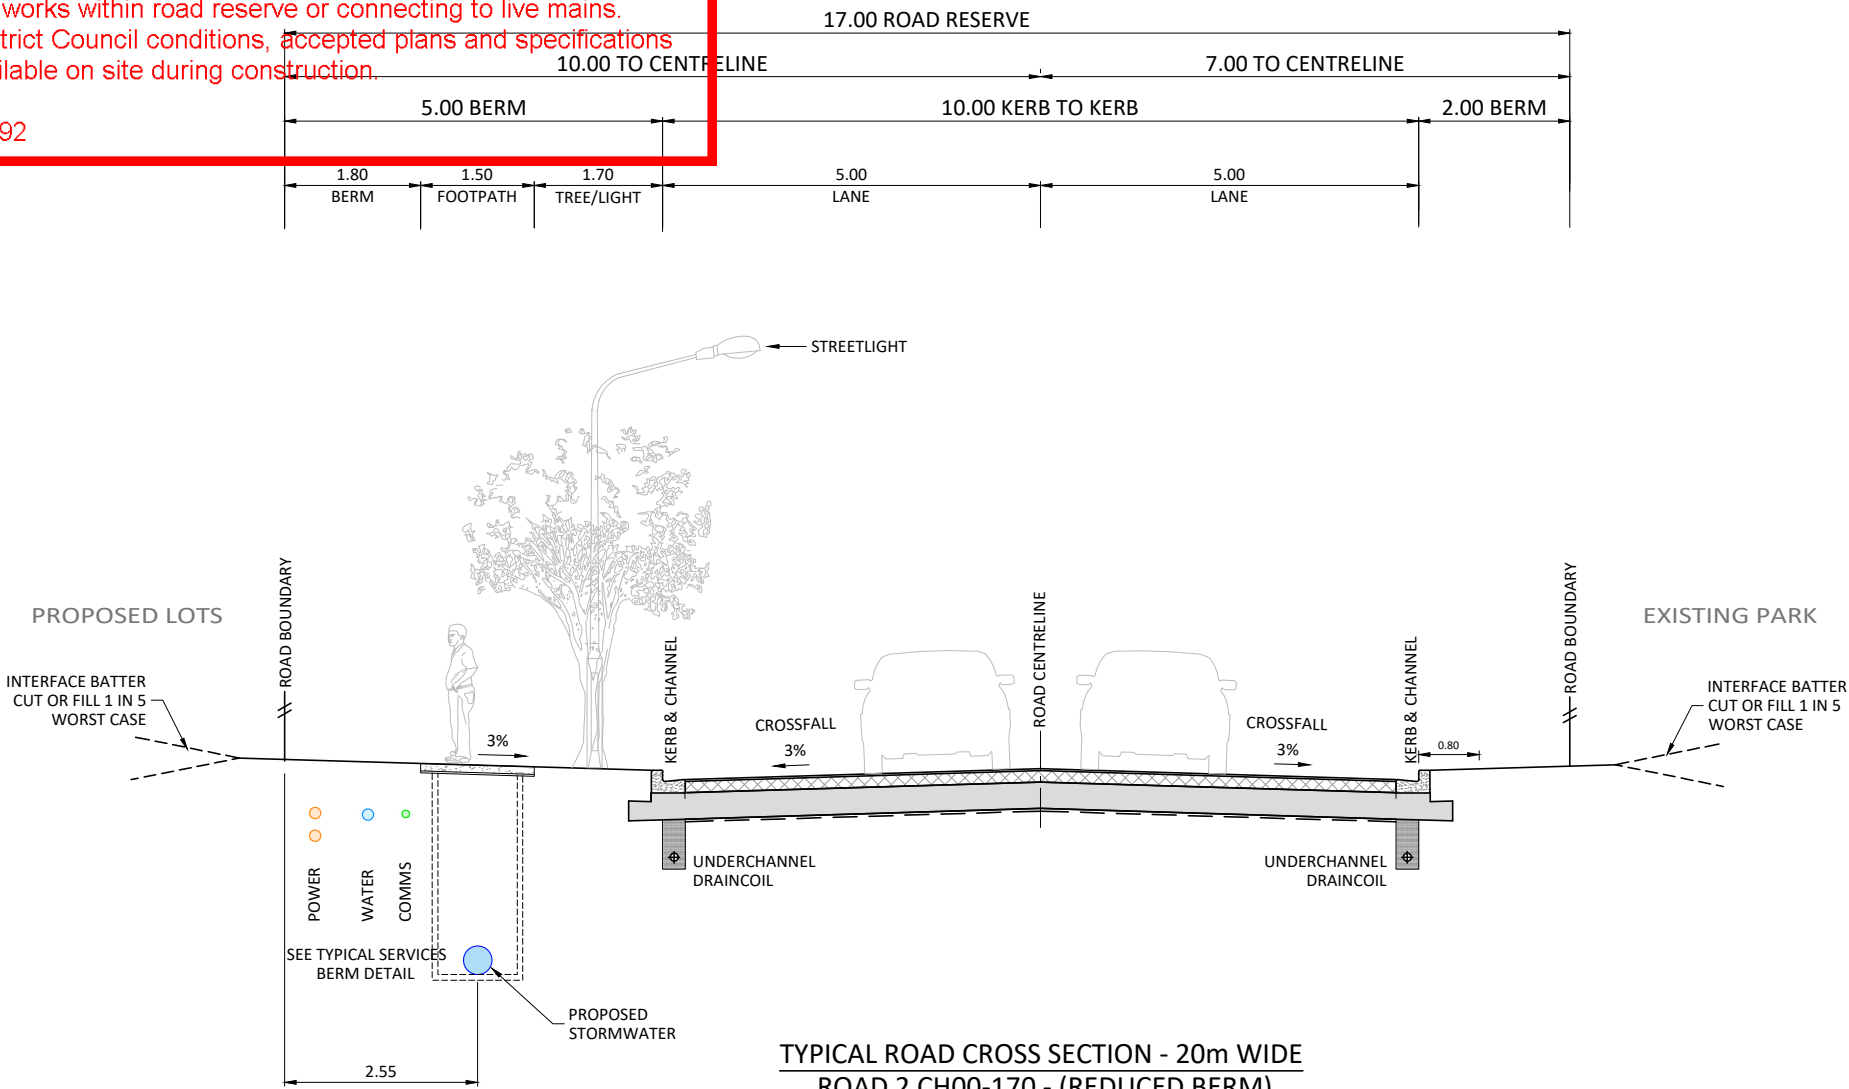 works within road reserve or connecting to live mains.
trict Council conditions, accepted plans and specifications
ilable on site during construction.
92
17.00 ROAD RESERVE
10.00 TO CENTRELINE
7.00 TO CENTRELINE
5.00 BERM
10.00 KERB TO KERB
2.00 BERM
1.80
BERM
1.50
FOOTPATH
1.70
TREE/LIGHT
5.00
LANE
5.00
LANE
STREETLIGHT
PROPOSED LOTS
ROAD BOUNDARY
KERB & CHANNEL
ROAD CENTRELINE
KERB & CHANNEL
ROAD BOUNDARY
EXISTING PARK
INTERFACE BATTER
CUT OR FILL 1 IN 5
WORST CASE
3%
CROSSFALL
3%
CROSSFALL
3%
0.80
INTERFACE BATTER
CUT OR FILL 1 IN 5
WORST CASE
POWER
WATER
COMMS
UNDERCHANNEL
DRAINCOIL
UNDERCHANNEL
DRAINCOIL
SEE TYPICAL SERVICES
BERM DETAIL
PROPOSED
STORMWATER
2.55
TYPICAL ROAD CROSS SECTION - 20m WIDE
ROAD 2 CH00-170 - (REDUCED BERM)